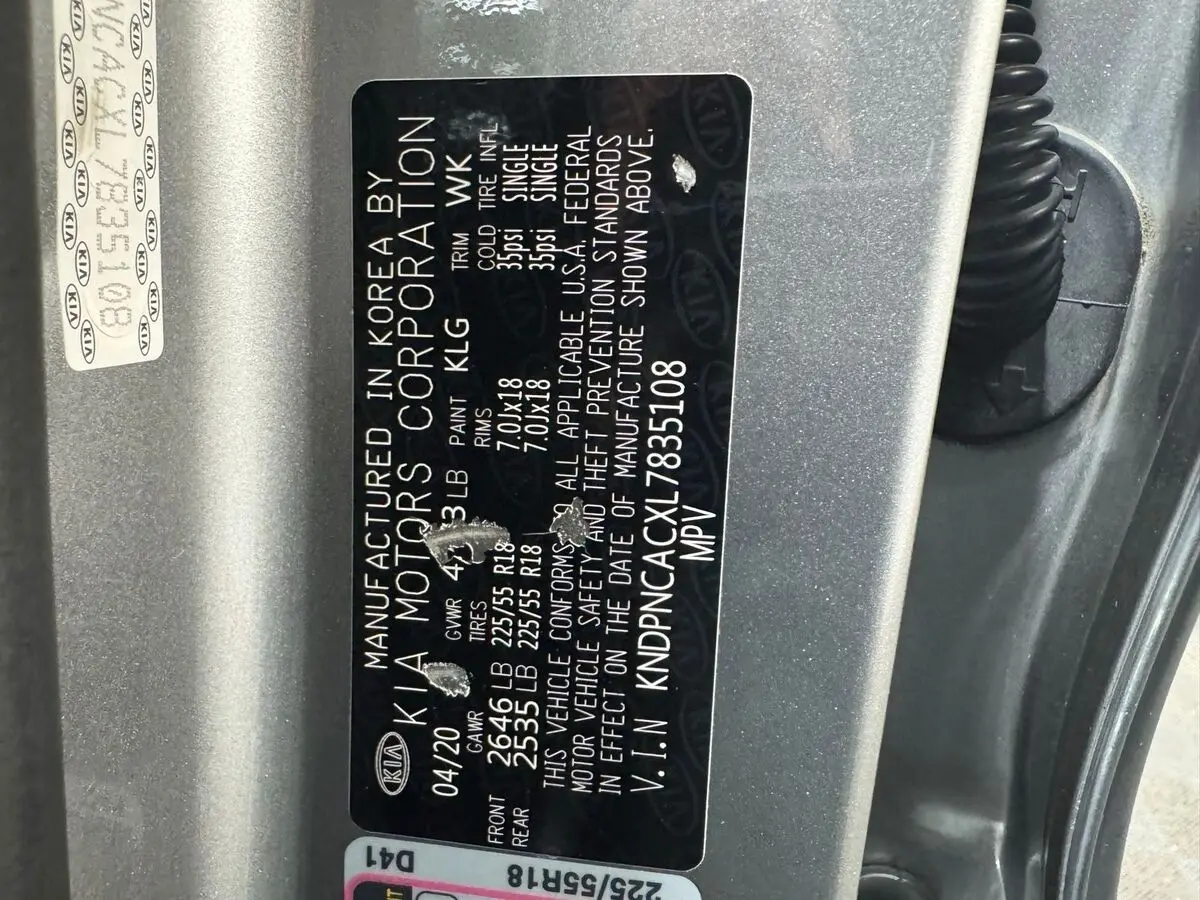 KIA
MANUFACTURED IN KOREA BY
KIA MOTORS CORPORATION
04/20 GVWR LB PAINT KLG TRIM WK
GAWR TIRES RIMS COLD TIRE INFL
FRONT 2646 LB 225/55 R18 7.0Jx18 35psi SINGLE
REAR 2535 LB 225/55 R18 7.0Jx18 35psi SINGLE
THIS VEHICLE CONFORMS ALL APPLICABLE U.S.A. FEDERAL
MOTOR VEHICLE SAFETY AND THEFT PREVENTION STANDARDS
IN EFFECT ON THE DATE OF MANUFACTURE SHOWN ABOVE.
V.I.N KNDPNCACXL7835108
MPV
NCACXL7835108
D41
225/55R18